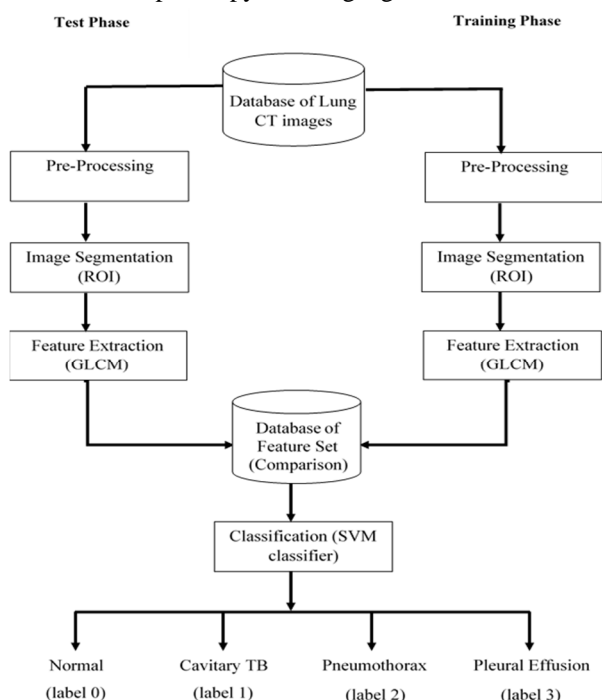 Test Phase
Training Phase
Database of Lung
CT images
Pre-Processing
Pre-Processing
Image Segmentation
(ROI)
Image Segmentation
(ROI)
Feature Extraction
(GLCM)
Feature Extraction
(GLCM)
Database of
Feature Set
(Comparison)
Classification (SVM
classifier)
Normal
(label 0)
Cavitary TB
(label 1)
Pneumothorax
(label 2)
Pleural Effusion
(label 3)